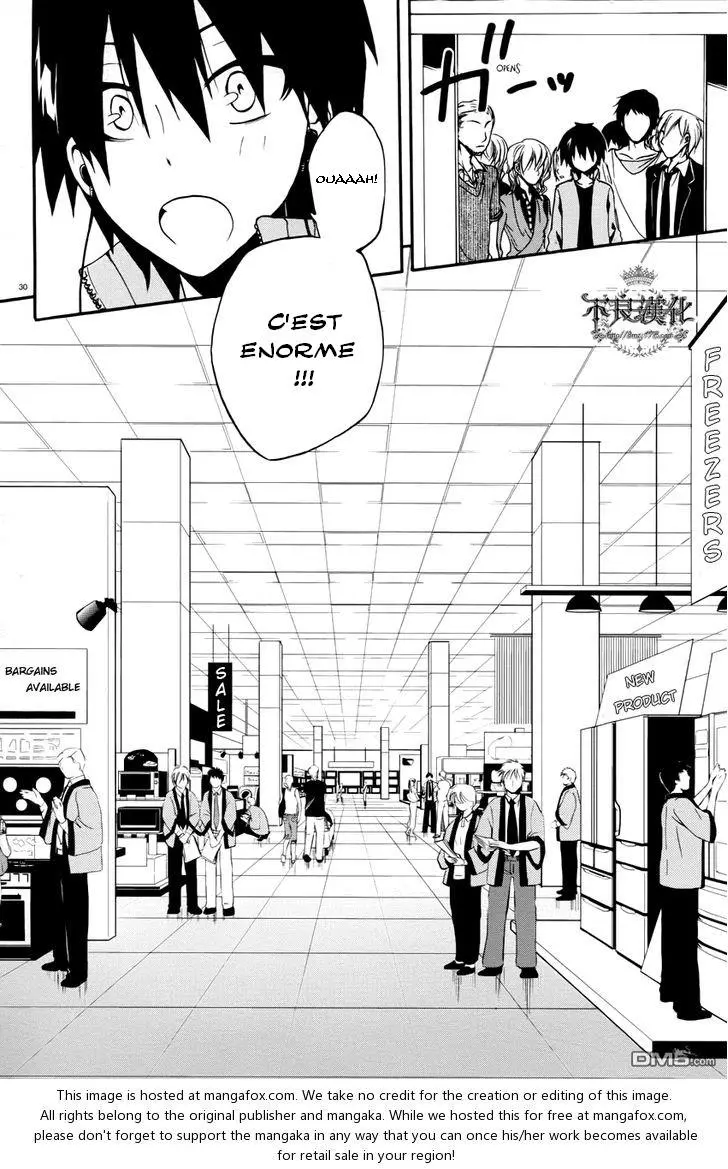 ガーッ
OPENS
OUAAAH!
30
C'EST
ENORME
!!!
不良漢化
FREEZERS
BARGAINS
AVAILABLE
SALE
NEW
PRODUCT
DM5.com
This image is hosted at mangafox.com. We take no credit for the creation or editing of this image.
All rights belong to the original publisher and mangaka. While we hosted this for free at mangafox.com,
please don't forget to support the mangaka in any way that you can once his/her work becomes available
for retail sale in your region!